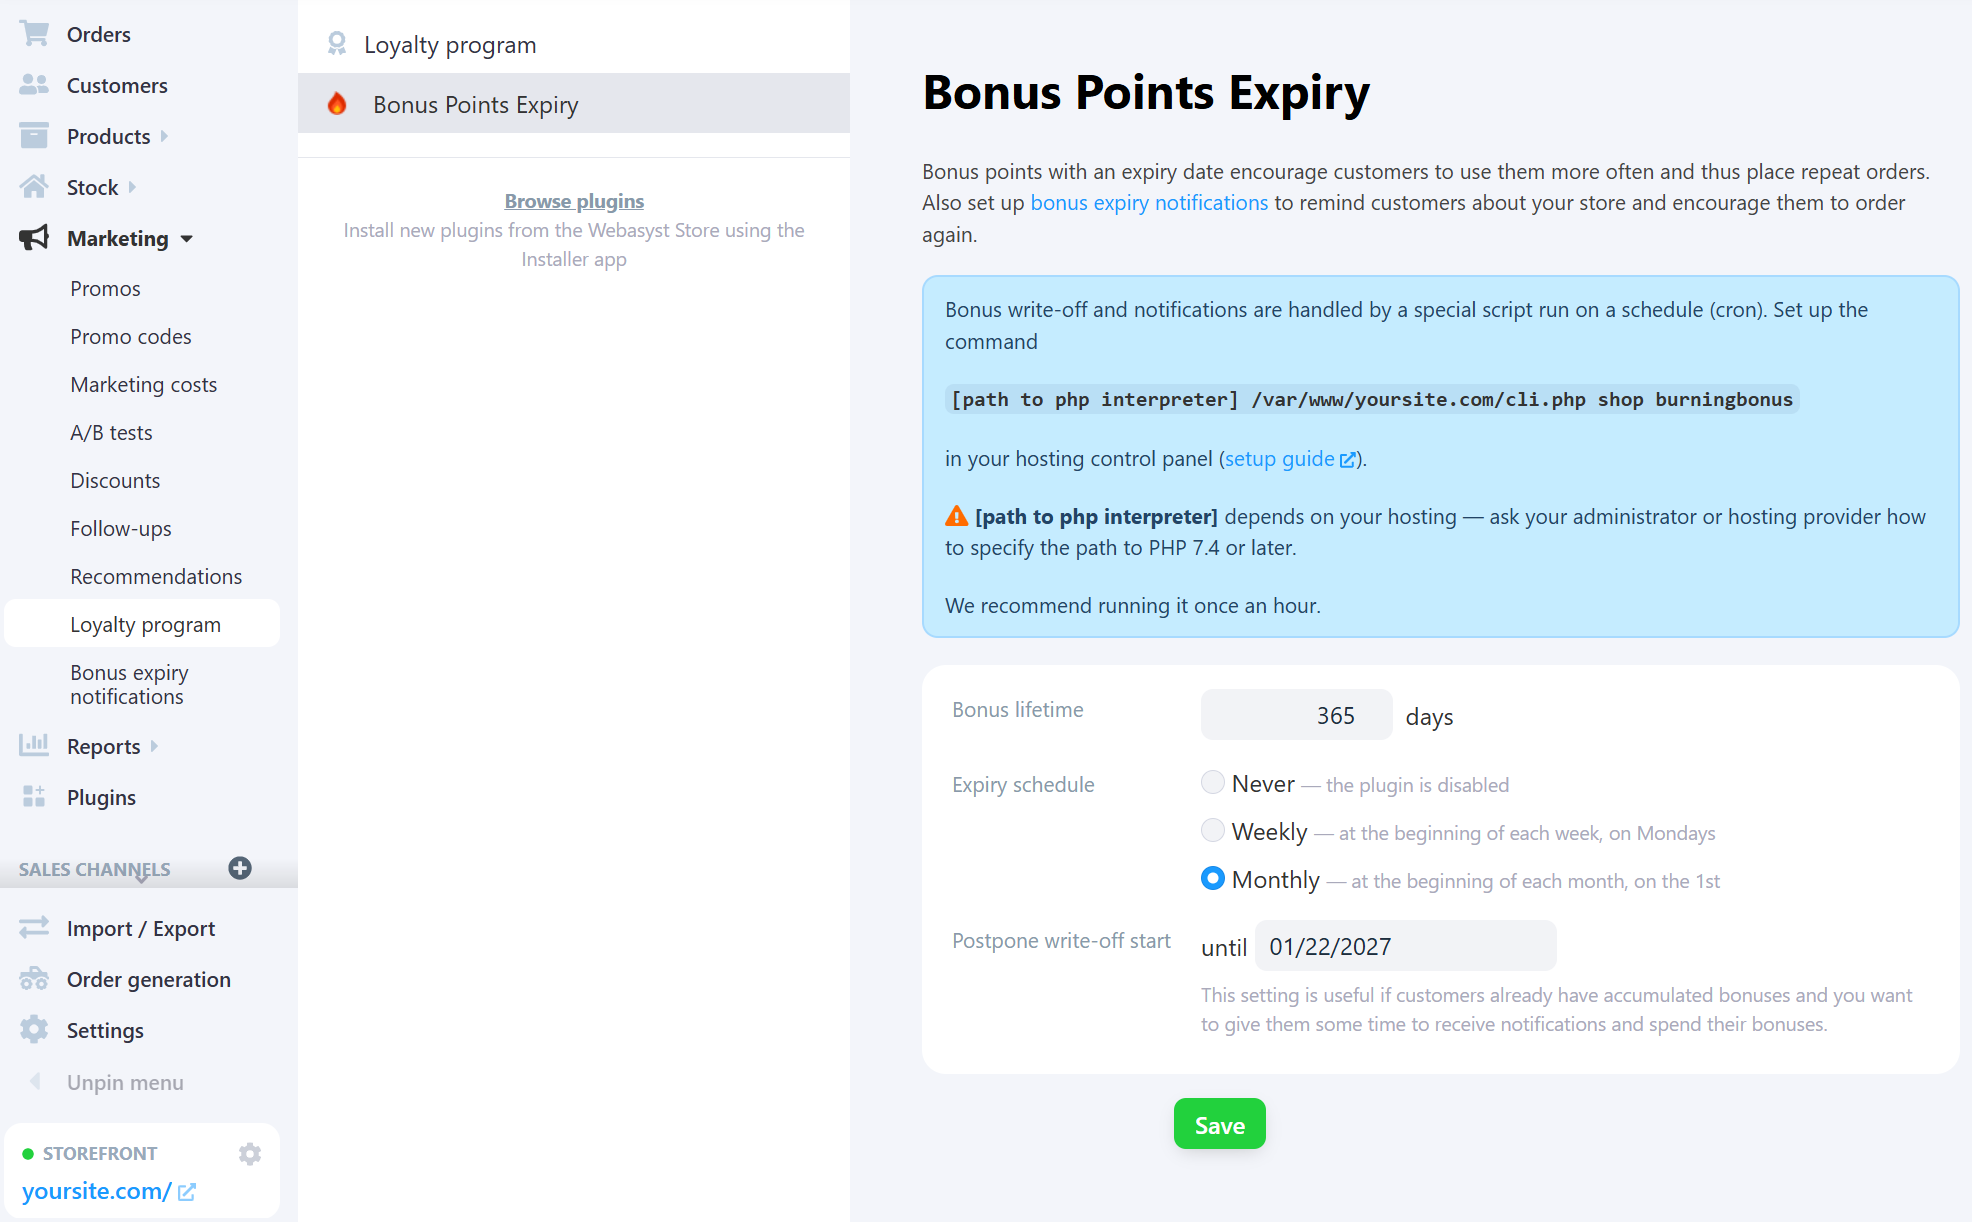 Orders
Customers
Products
Stock
Marketing
Promos
Promo codes
Marketing costs
A/B tests
Discounts
Follow-ups
Recommendations
Loyalty program
Bonus expiry
notifications
Reports
Plugins
SALES CHANNELS
Import / Export
Order generation
Settings
Unpin menu
STOREFRONT
yoursite.com/
Loyalty program
Bonus Points Expiry
Browse plugins
Install new plugins from the Webasyst Store using the
Installer app
Bonus Points Expiry
Bonus points with an expiry date encourage customers to use them more often and thus place repeat orders.
Also set up bonus expiry notifications to remind customers about your store and encourage them to order
again.
Bonus write-off and notifications are handled by a special script run on a schedule (cron). Set up the
command
[path to php interpreter] /var/www/yoursite.com/cli.php shop burningbonus
in your hosting control panel (setup guide).
[path to php interpreter] depends on your hosting — ask your administrator or hosting provider how
to specify the path to PHP 7.4 or later.
We recommend running it once an hour.
Bonus lifetime 365 days
Expiry schedule Never — the plugin is disabled
Weekly — at the beginning of each week, on Mondays
Monthly — at the beginning of each month, on the 1st
Postpone write-off start until 01/22/2027
This setting is useful if customers already have accumulated bonuses and you want
to give them some time to receive notifications and spend their bonuses.
Save